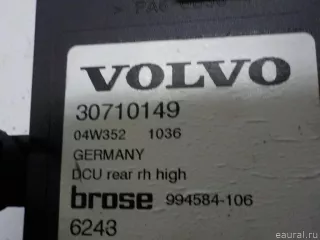 VOLVO
30710149
04W352 1036
GERMANY
DCU rear rh high
brose 994584-106
6243
eaural.ru